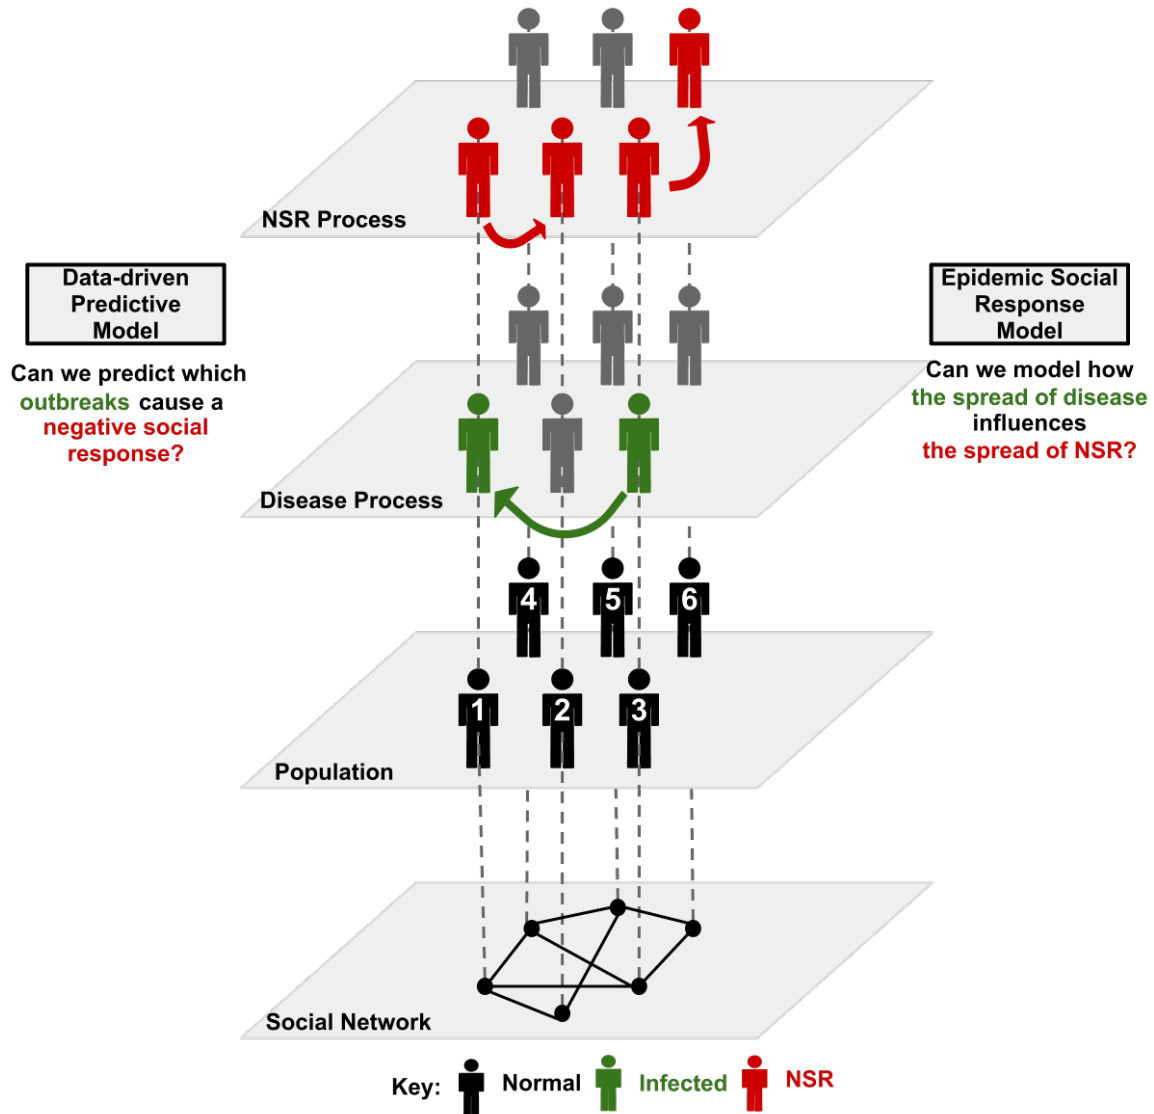 NSR Process
Data-driven
Predictive
Model
Can we predict which
outbreaks cause a
negative social
response?
Epidemic Social
Response
Model
Can we model how
the spread of disease
influences
the spread of NSR?
Disease Process
4 5 6
1 2 3
Population
Social Network
Key: Normal Infected NSR